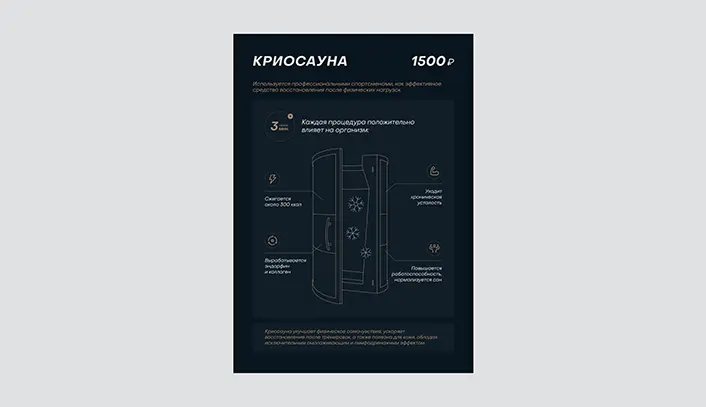 КРИОСАУНА
1500 ₽
Используется профессиональными спортсменами, как эффективное
средство восстановления после физических нагрузок
3
мин
Каждая процедура положительно
влияет на организм:
Сжигается
около 300 ккал
Уходит
хроническая
усталость
Вырабатывается
эндорфин
и коллаген
Повышается
работоспособность,
нормализуется сон
Криосауна улучшает физическое самочувствие, ускоряет
восстановление после тренировок, а также полезна для кожи, обладая
исключительным омолаживающим и лимфодренажным эффектом